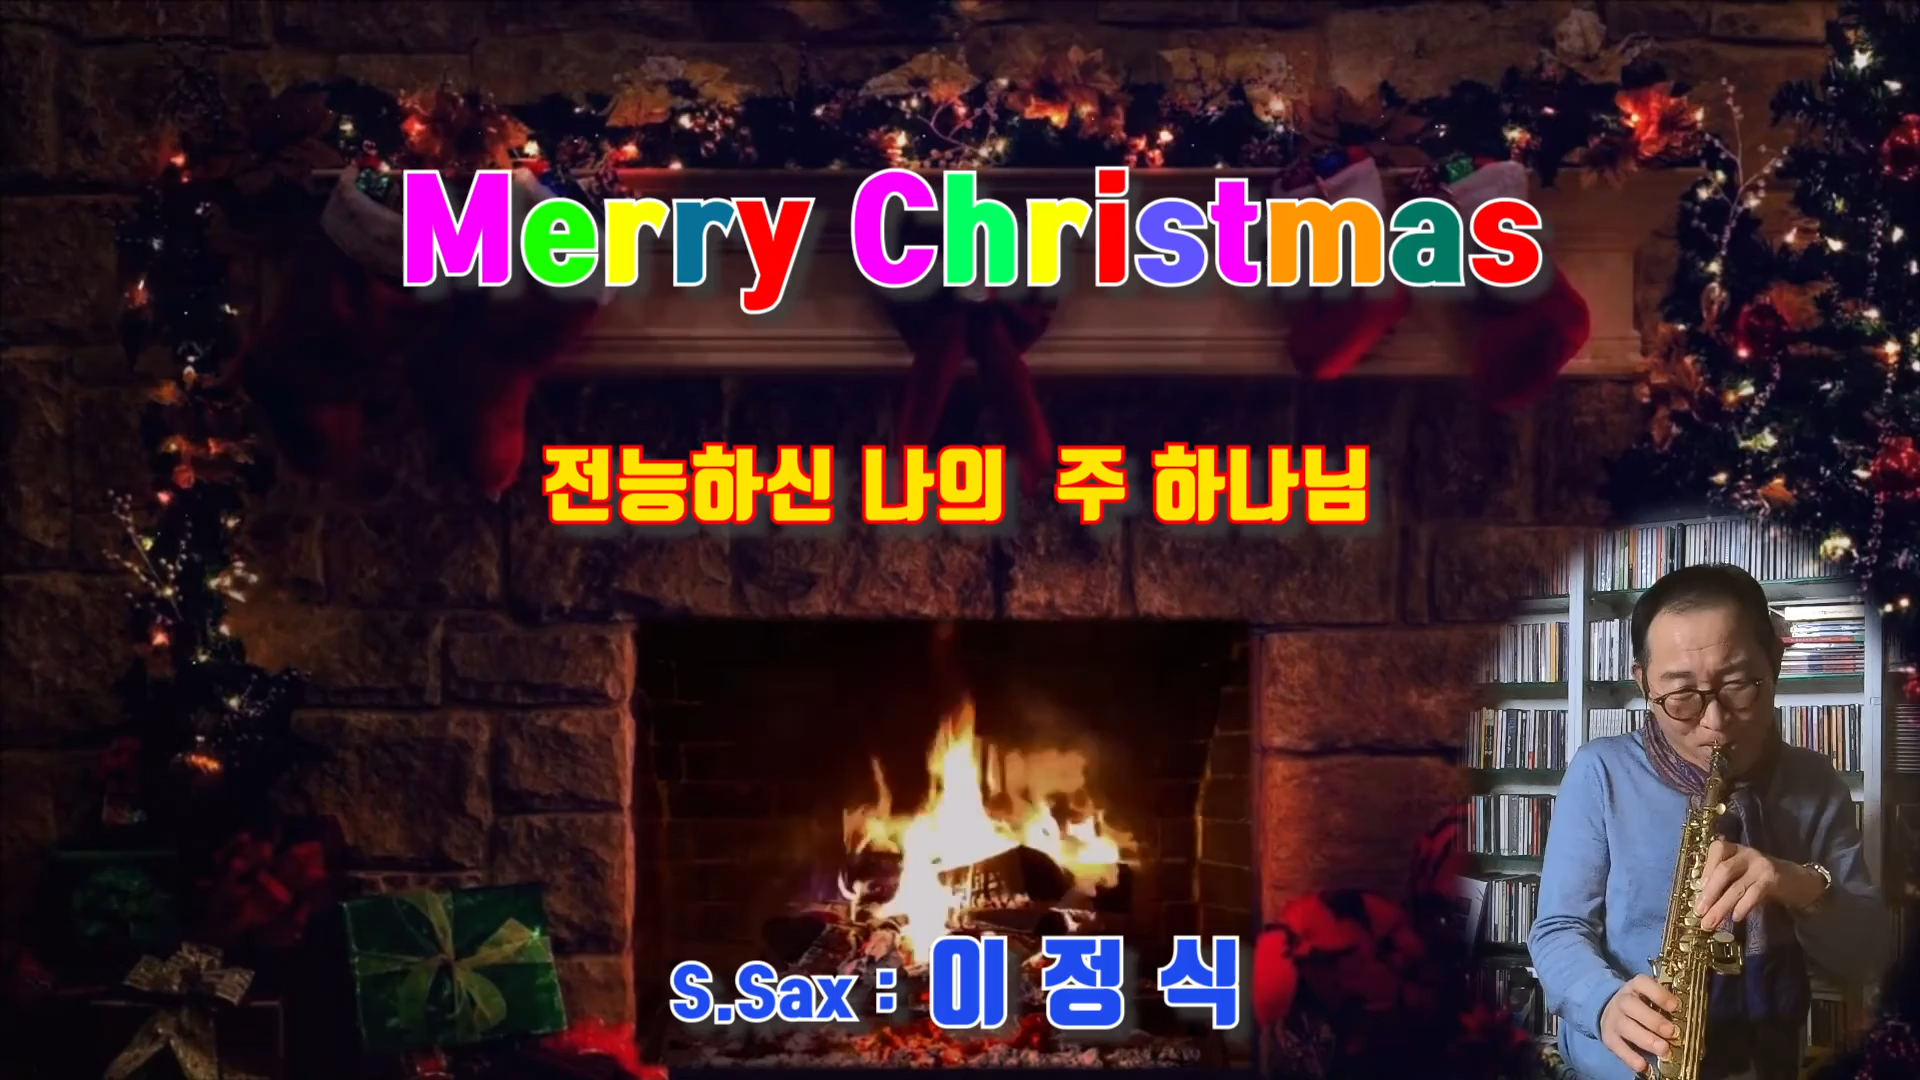 Merry Christmas
전능하신 나의 주 하나님
S.Sax : 이 정 식